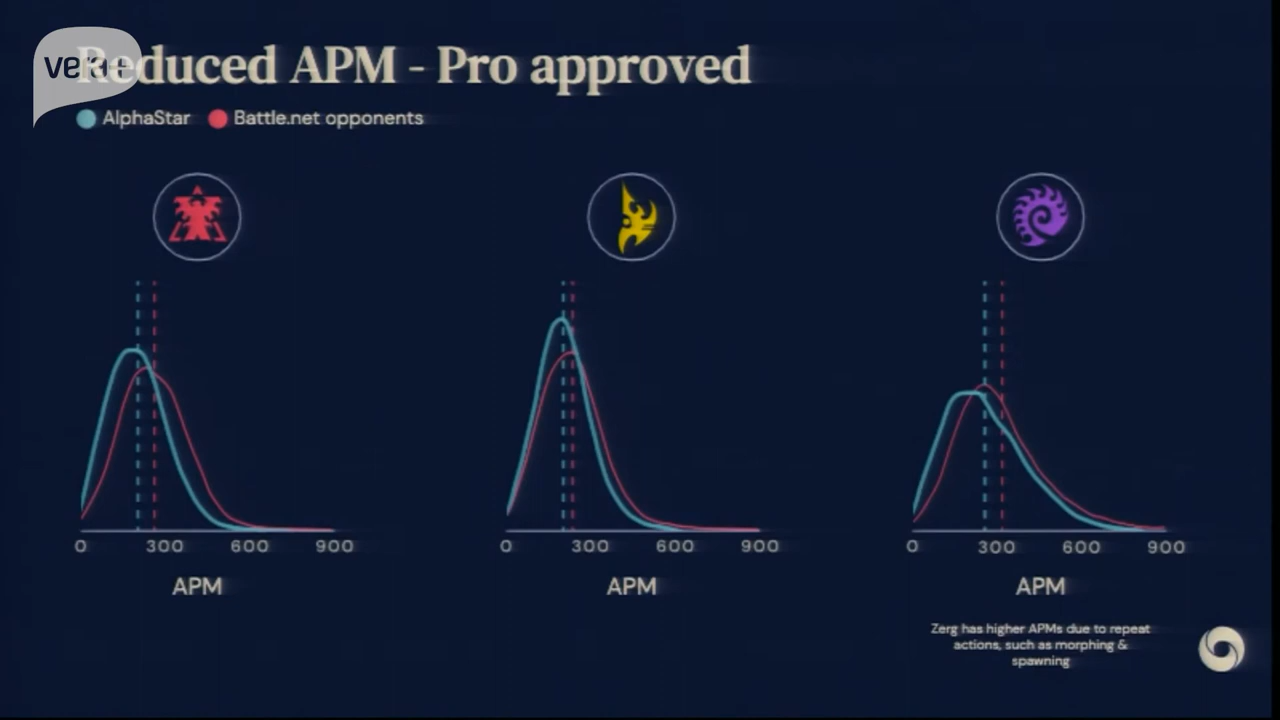 vera+
Reduced APM - Pro approved
AlphaStar Battle.net opponents
0 300 600 900 0 300 600 900 0 300 600 900
APM APM APM
Zerg has higher APMs due to repeat
actions, such as morphing &
spawning